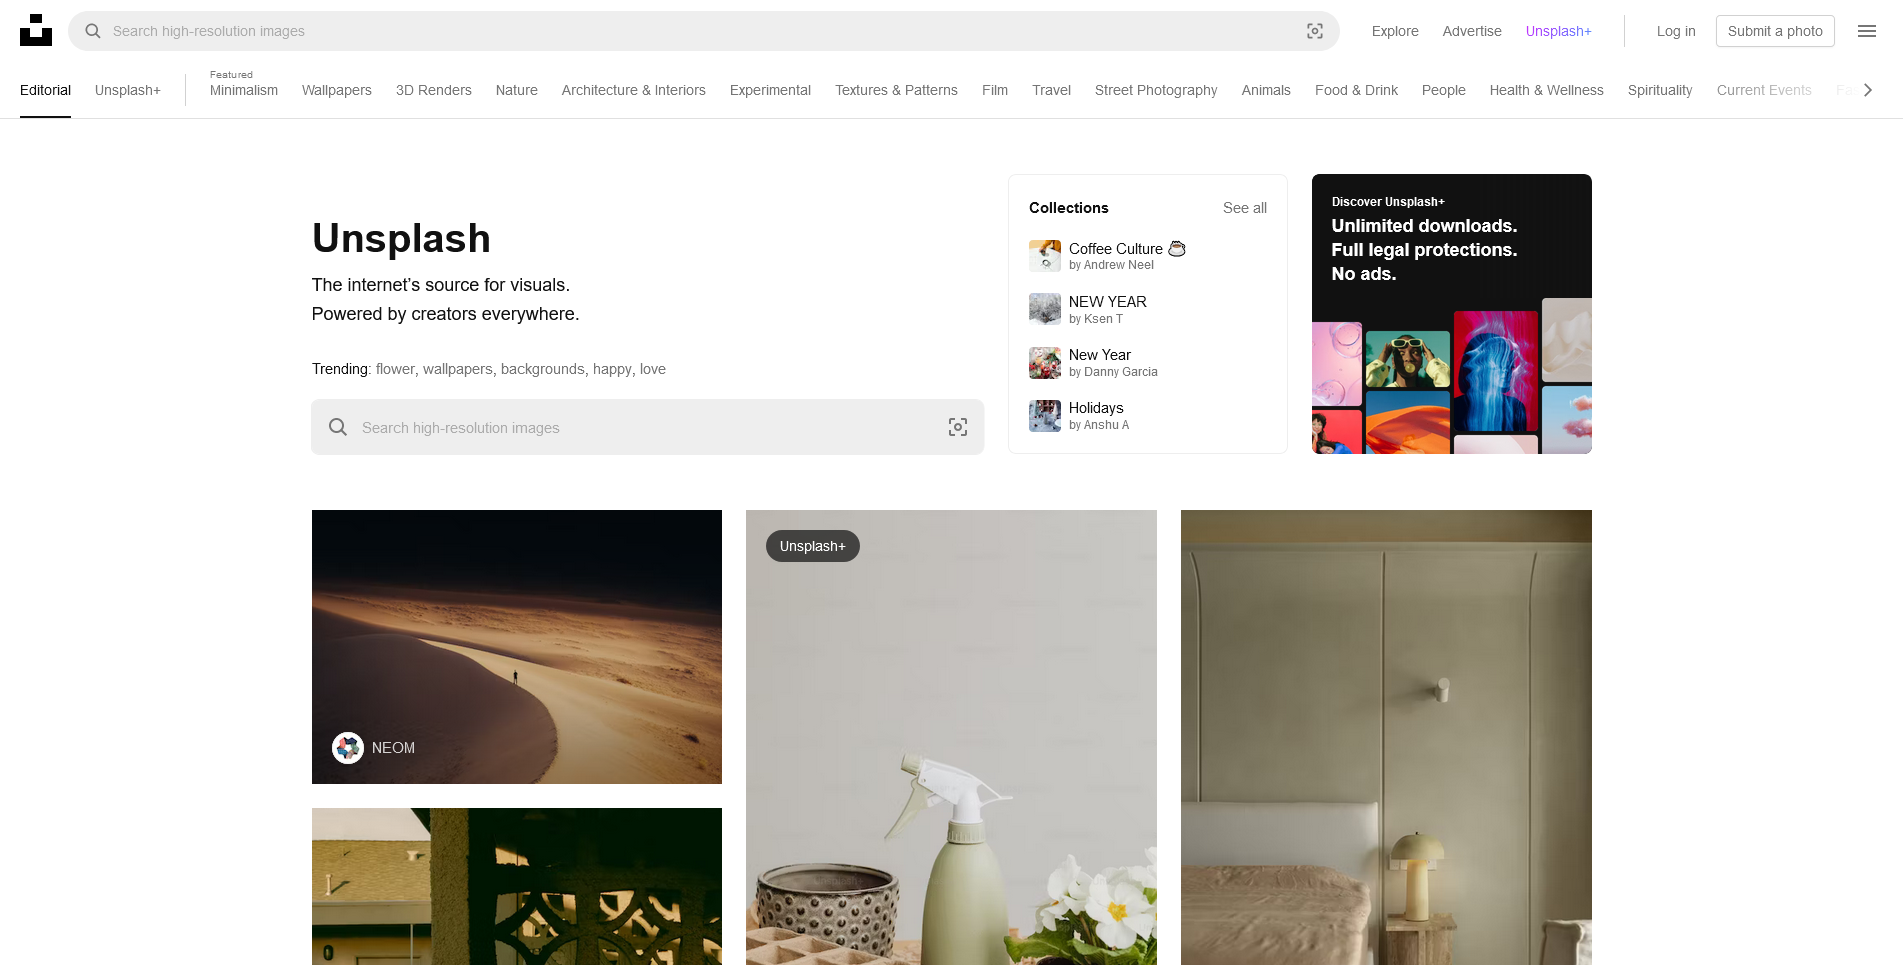 Search high-resolution images
Explore
Advertise
Unsplash+
Log in
Submit a photo
Editorial
Unsplash+
Featured
Minimalism
Wallpapers
3D Renders
Nature
Architecture & Interiors
Experimental
Textures & Patterns
Film
Travel
Street Photography
Animals
Food & Drink
People
Health & Wellness
Spirituality
Current Events
Unsplash
The internet’s source for visuals.
Powered by creators everywhere.
Trending: flower, wallpapers, backgrounds, happy, love
Search high-resolution images
Collections
See all
Coffee Culture ☕
by Andrew Neel
NEW YEAR
by Ksen T
New Year
by Danny Garcia
Holidays
by Anshu A
Discover Unsplash+
Unlimited downloads.
Full legal protections.
No ads.
Unsplash+
NEOM